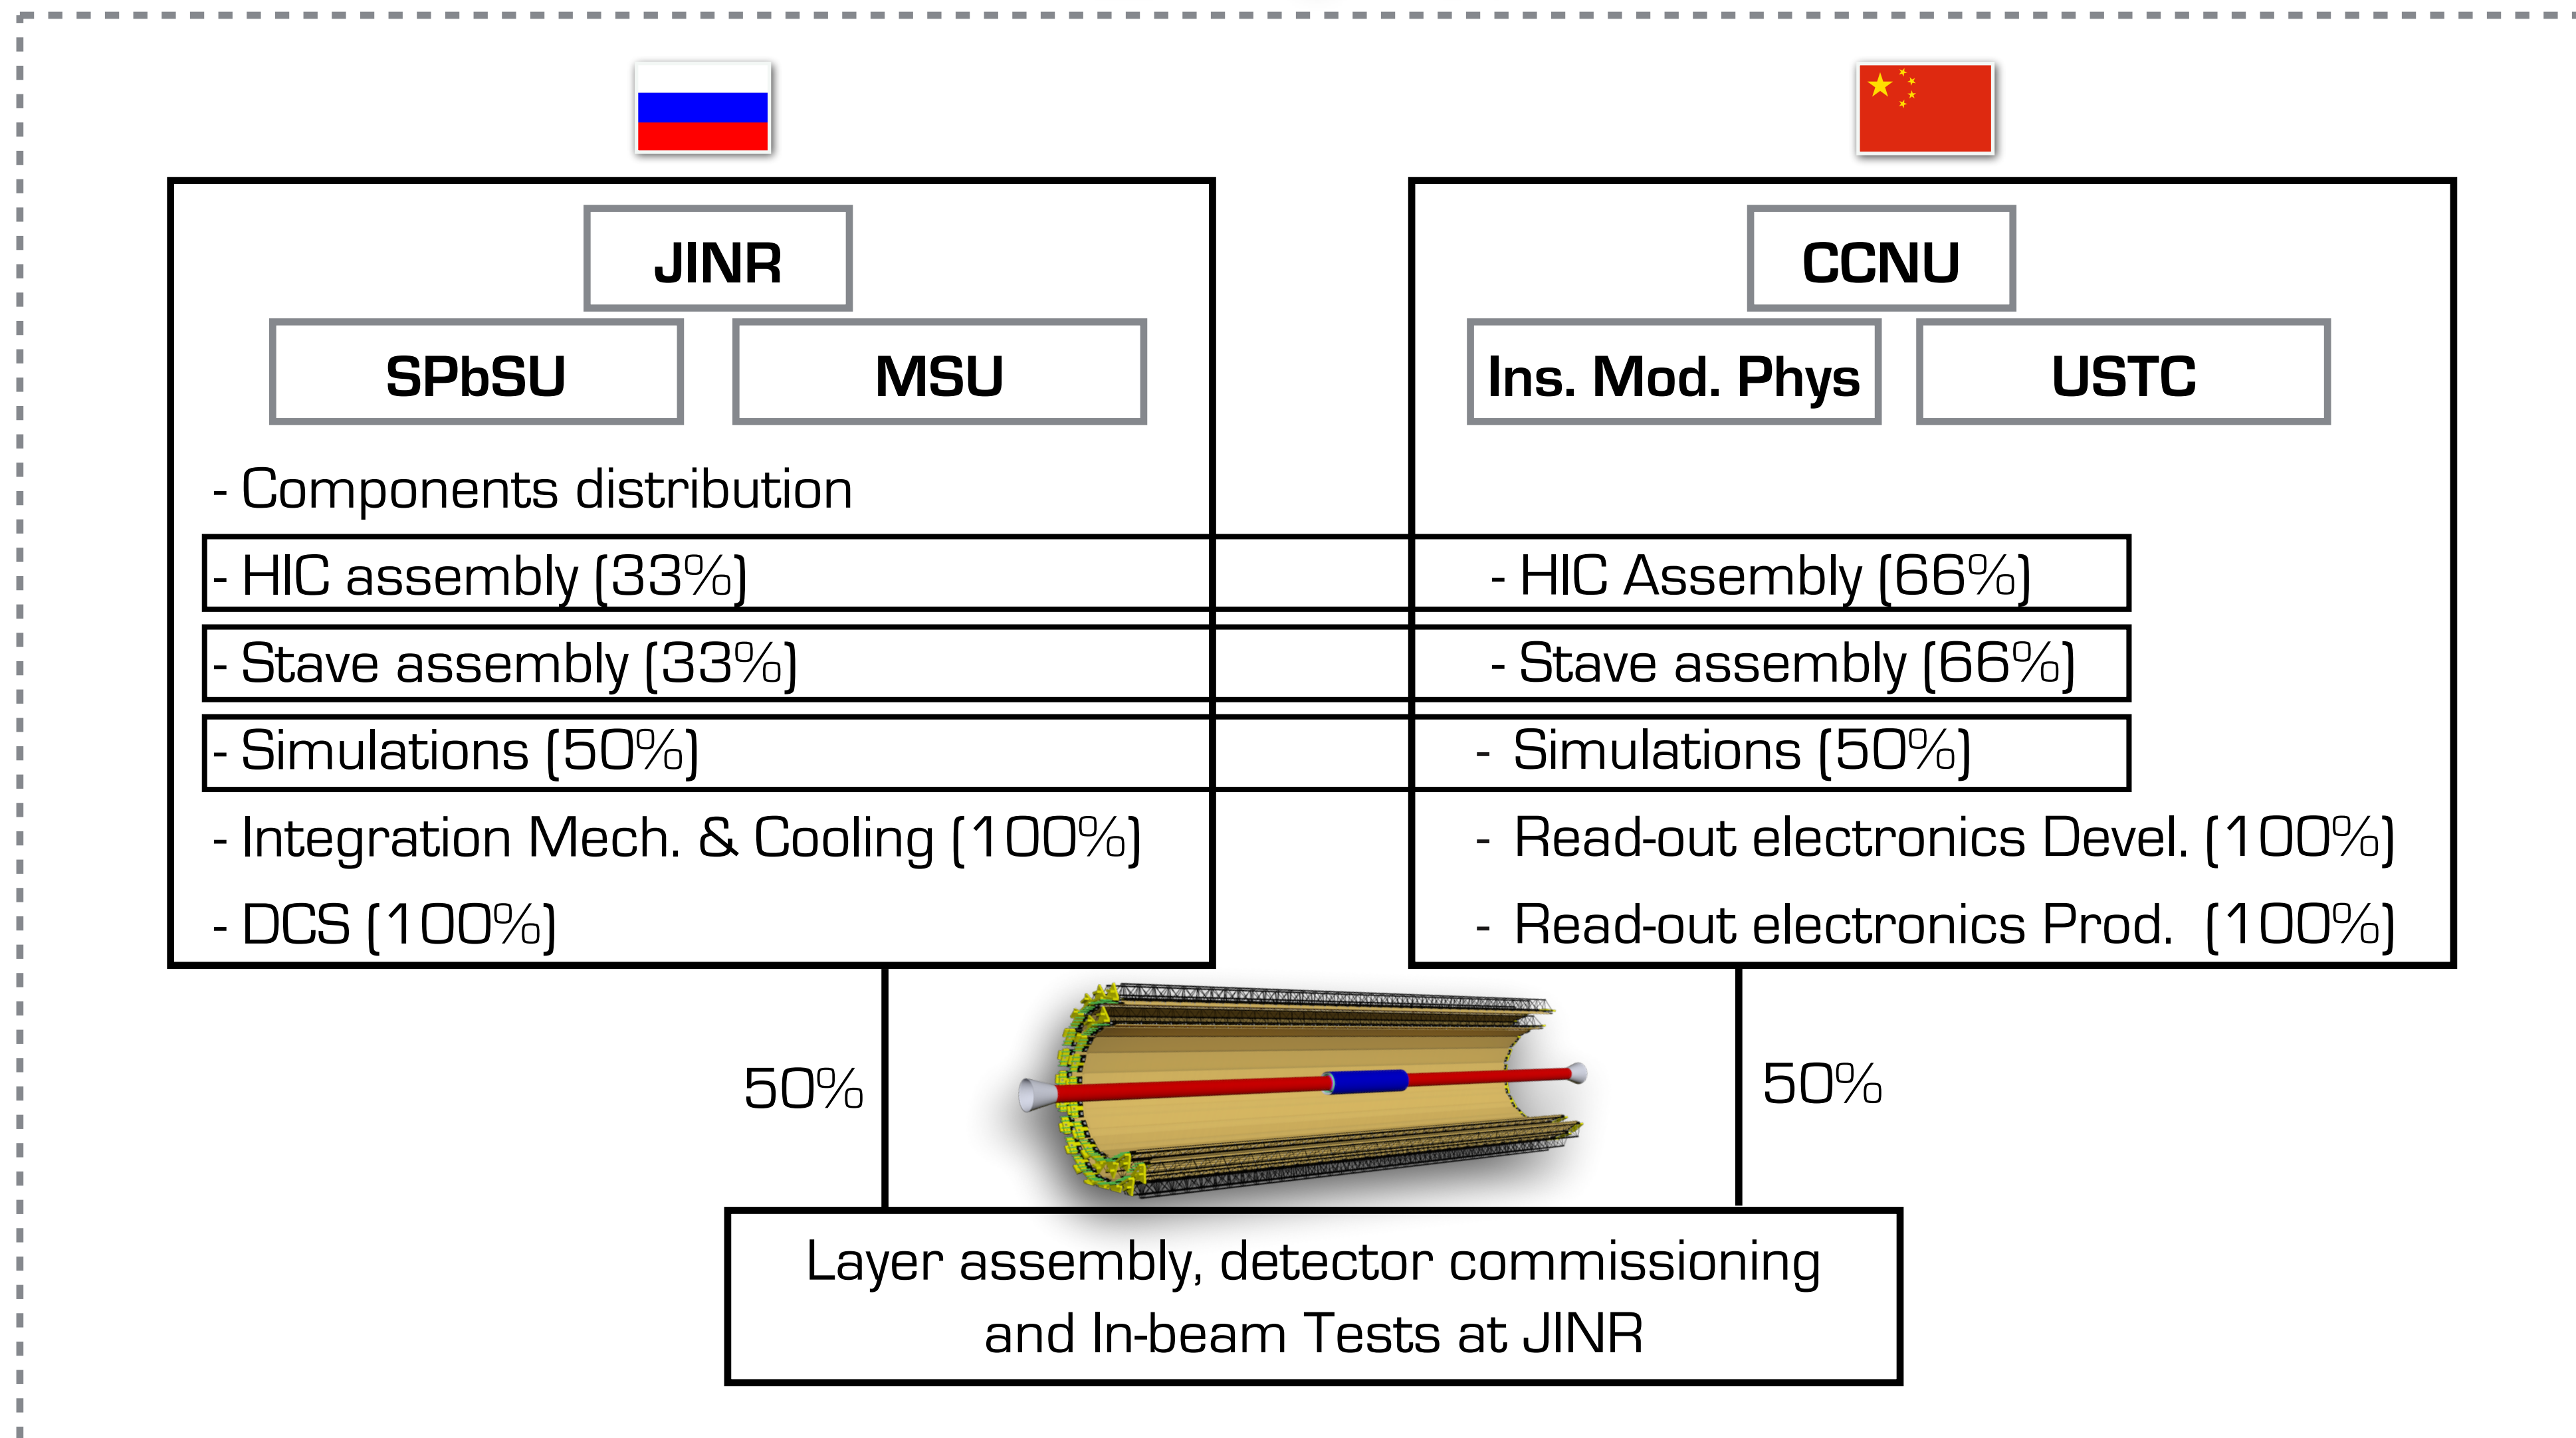 JINR
SPbSU
MSU
- Components distribution
- HIC assembly (33%)
- Stave assembly (33%)
- Simulations (50%)
- Integration Mech. & Cooling (100%)
- DCS (100%)
CCNU
Ins. Mod. Phys
USTC
- HIC Assembly (66%)
- Stave assembly (66%)
- Simulations (50%)
- Read-out electronics Devel. (100%)
- Read-out electronics Prod. (100%)
50%
50%
Layer assembly, detector commissioning
and In-beam Tests at JINR